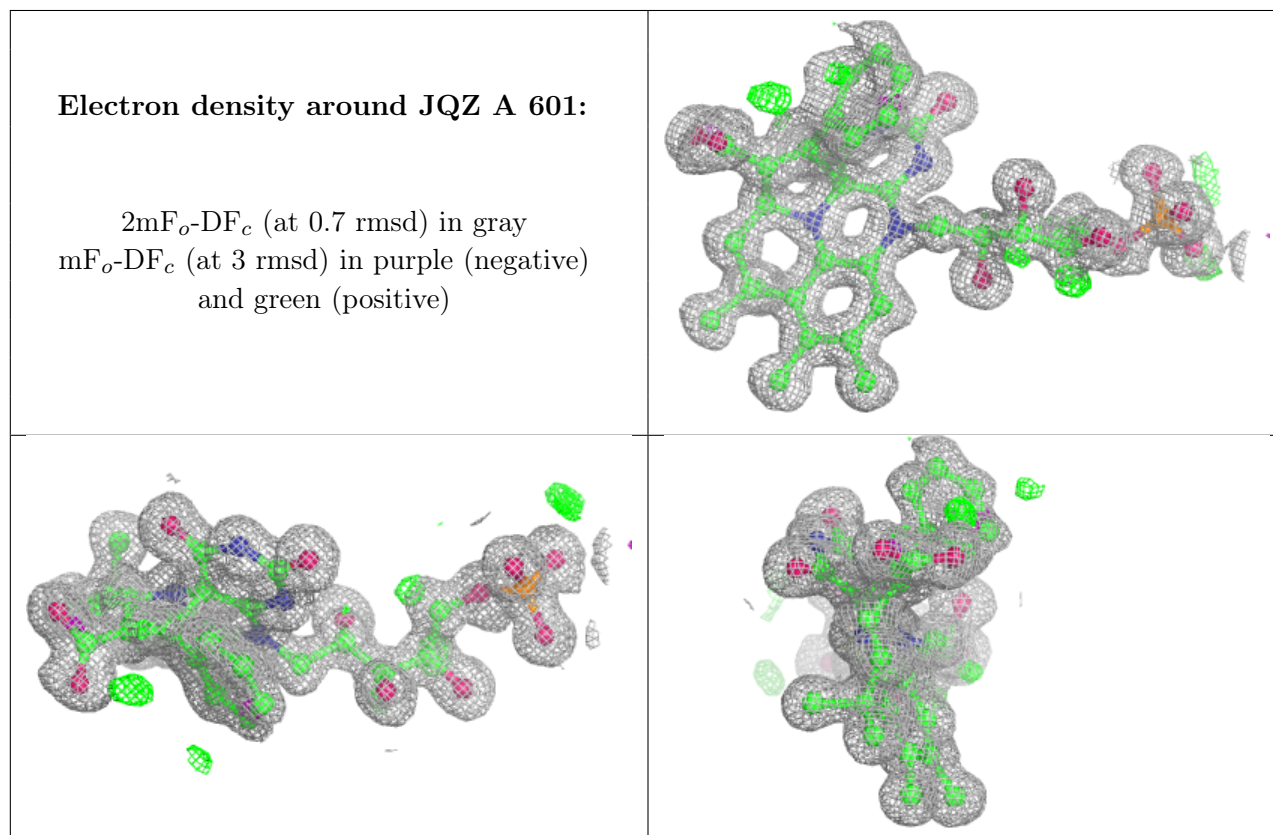 Electron density around JQZ A 601:
2mFo-DFc (at 0.7 rmsd) in gray
mFo-DFc (at 3 rmsd) in purple (negative)
and green (positive)